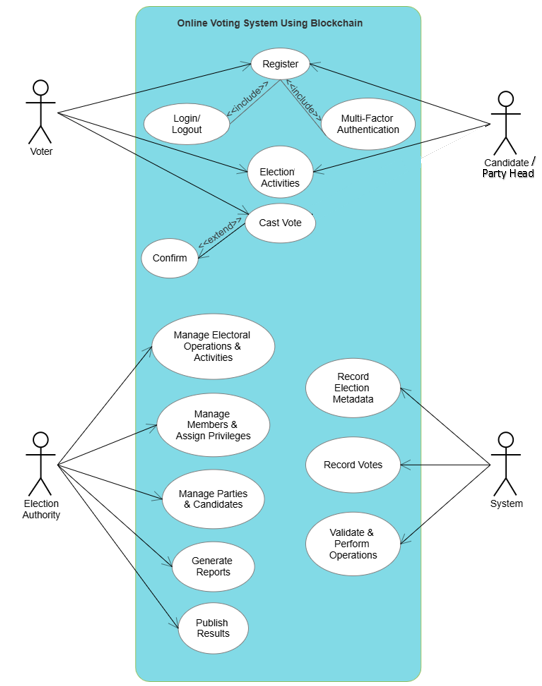 Online Voting System Using Blockchain
Register
<<include>>
<<include>>
Login/
Logout
Multi-Factor
Authentication
Voter
Candidate /
Party Head
Election
Activities
Cast Vote
<<extend>>
Confirm
Manage Electoral
Operations &
Activities
Record
Election
Metadata
Manage
Members &
Assign Privileges
Record Votes
Election
Authority
System
Manage Parties
& Candidates
Validate &
Perform
Operations
Generate
Reports
Publish
Results